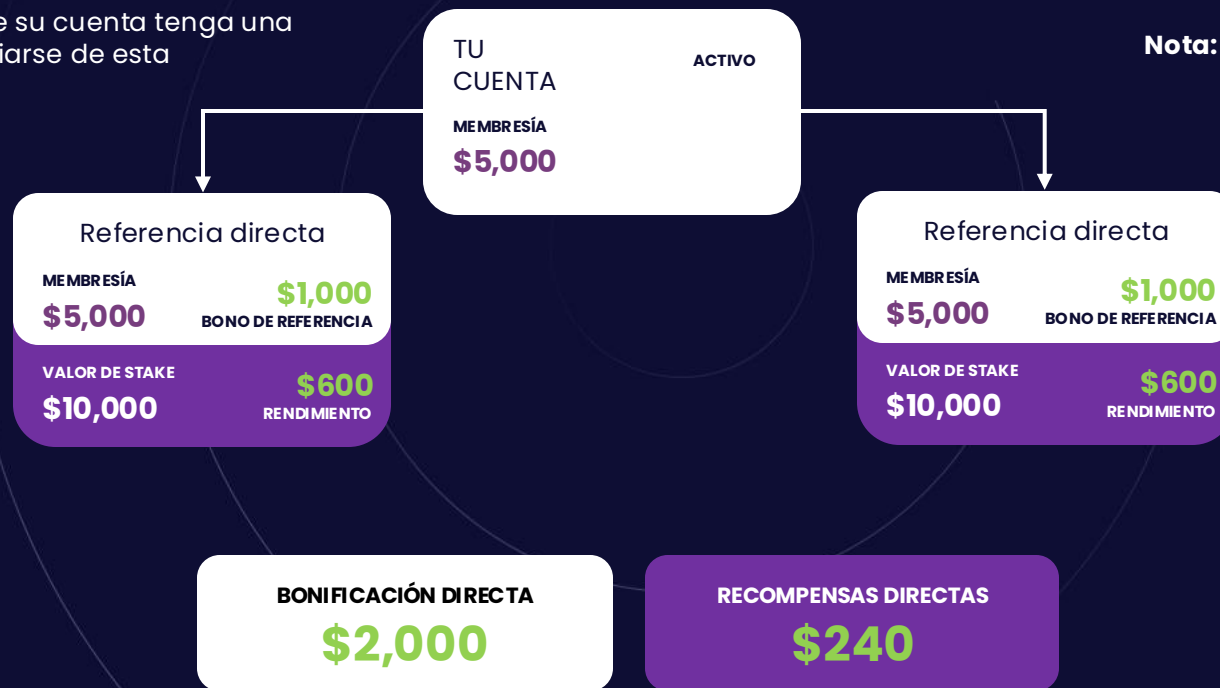 e su cuenta tenga una
iarse de esta
Nota:
TU
CUENTA
ACTIVO
MEMBRESÍA
$5,000
Referencia directa
MEMBRESÍA
$5,000
$1,000
BONO DE REFERENCIA
VALOR DE STAKE
$10,000
$600
RENDIMIENTO
Referencia directa
MEMBRESÍA
$5,000
$1,000
BONO DE REFERENCIA
VALOR DE STAKE
$10,000
$600
RENDIMIENTO
BONIFICACIÓN DIRECTA
$2,000
RECOMPENSAS DIRECTAS
$240